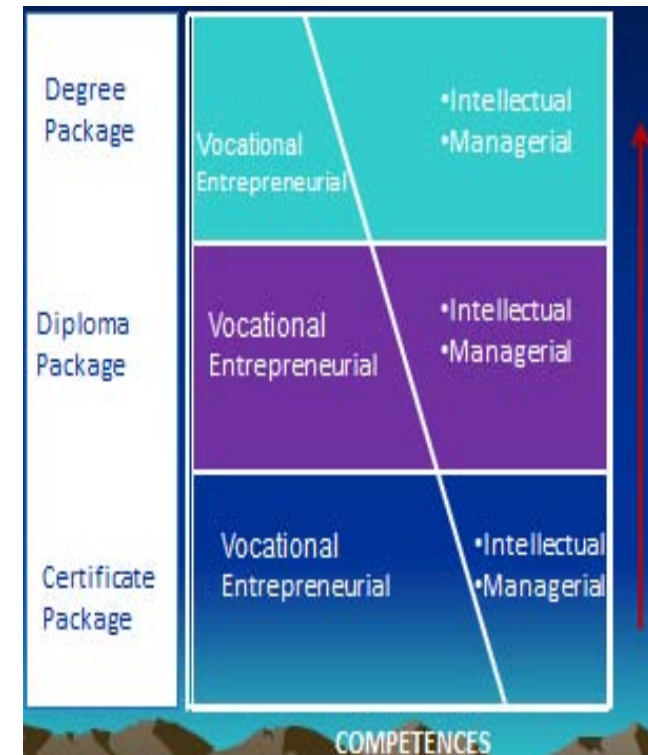 Degree
Package
Vocational
Entrepreneurial
•Intellectual
•Managerial
Diploma
Package
Vocational
Entrepreneurial
•Intellectual
•Managerial
Certificate
Package
Vocational
Entrepreneurial
•Intellectual
•Managerial
COMPETENCES